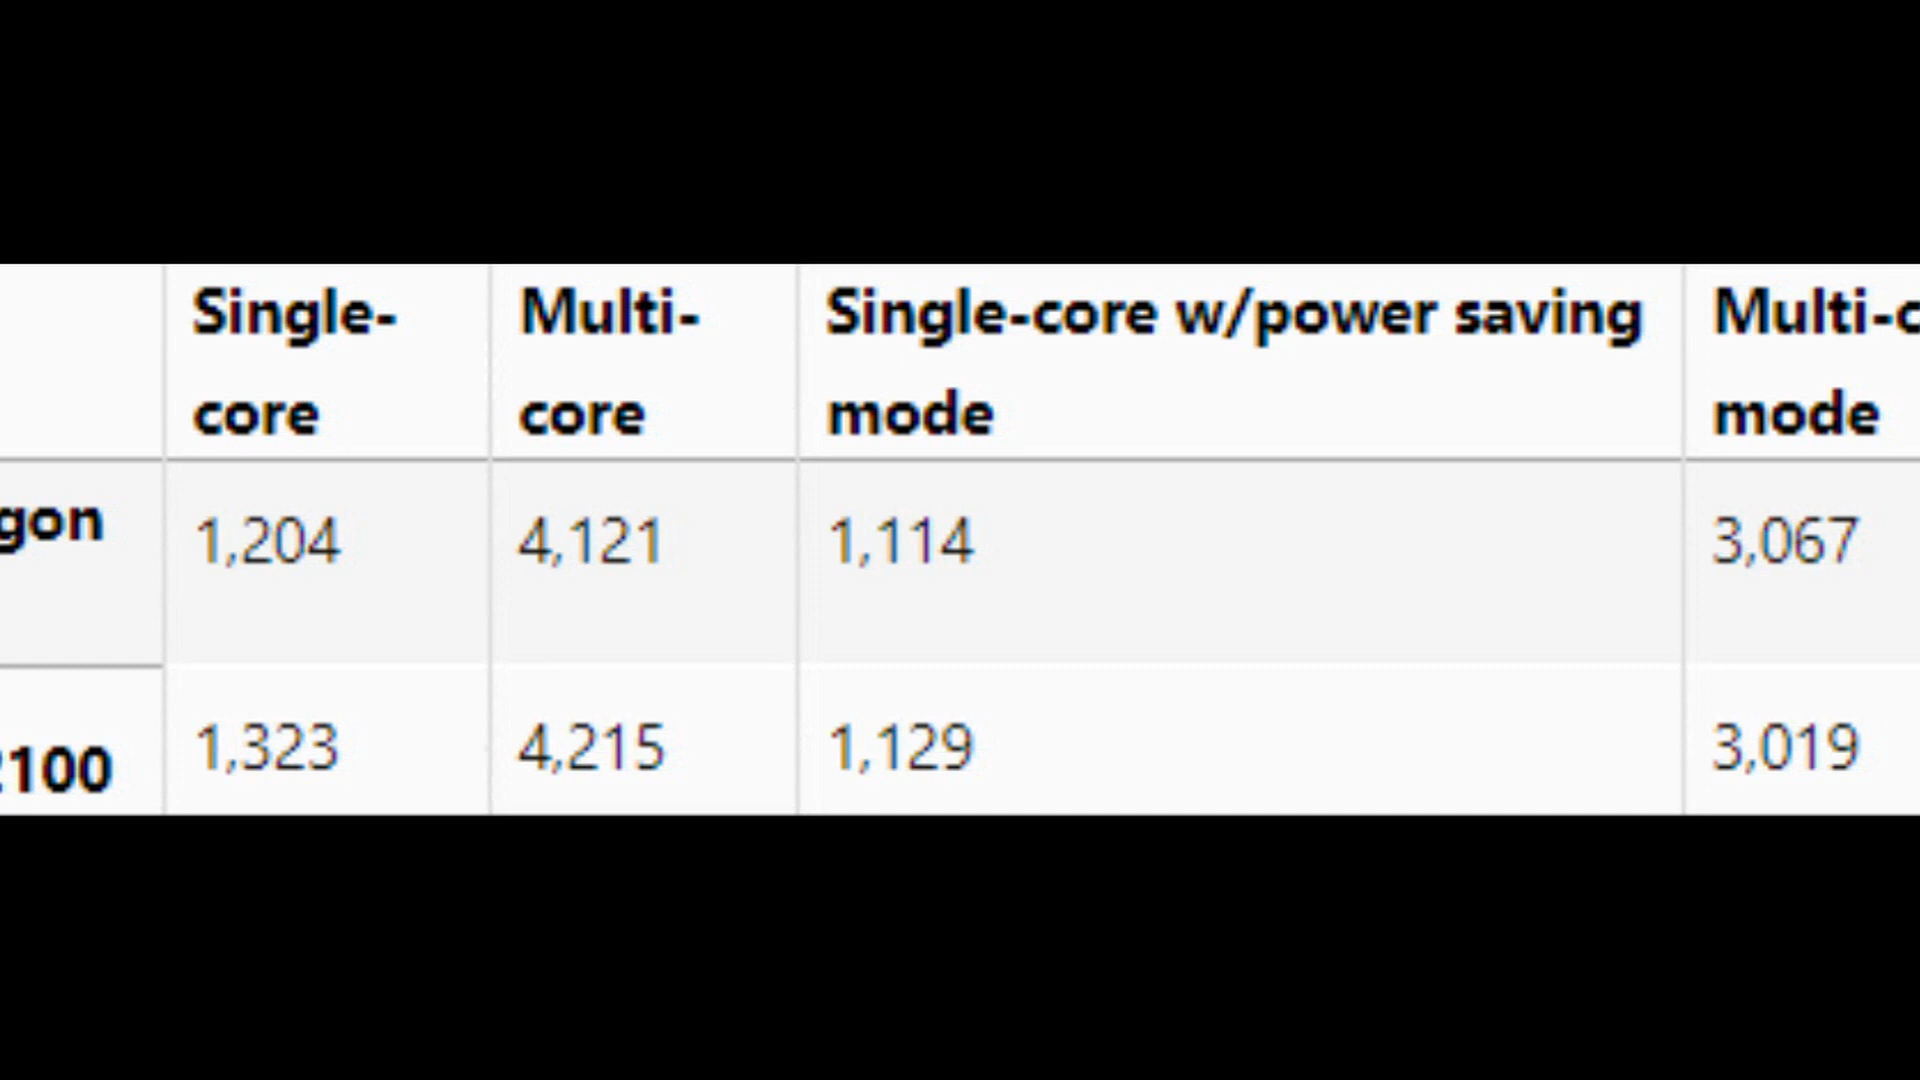 Single- Multi- Single-core w/power saving Multi-c
core core mode mode
gon 1,204 4,121 1,114 3,067
2100 1,323 4,215 1,129 3,019